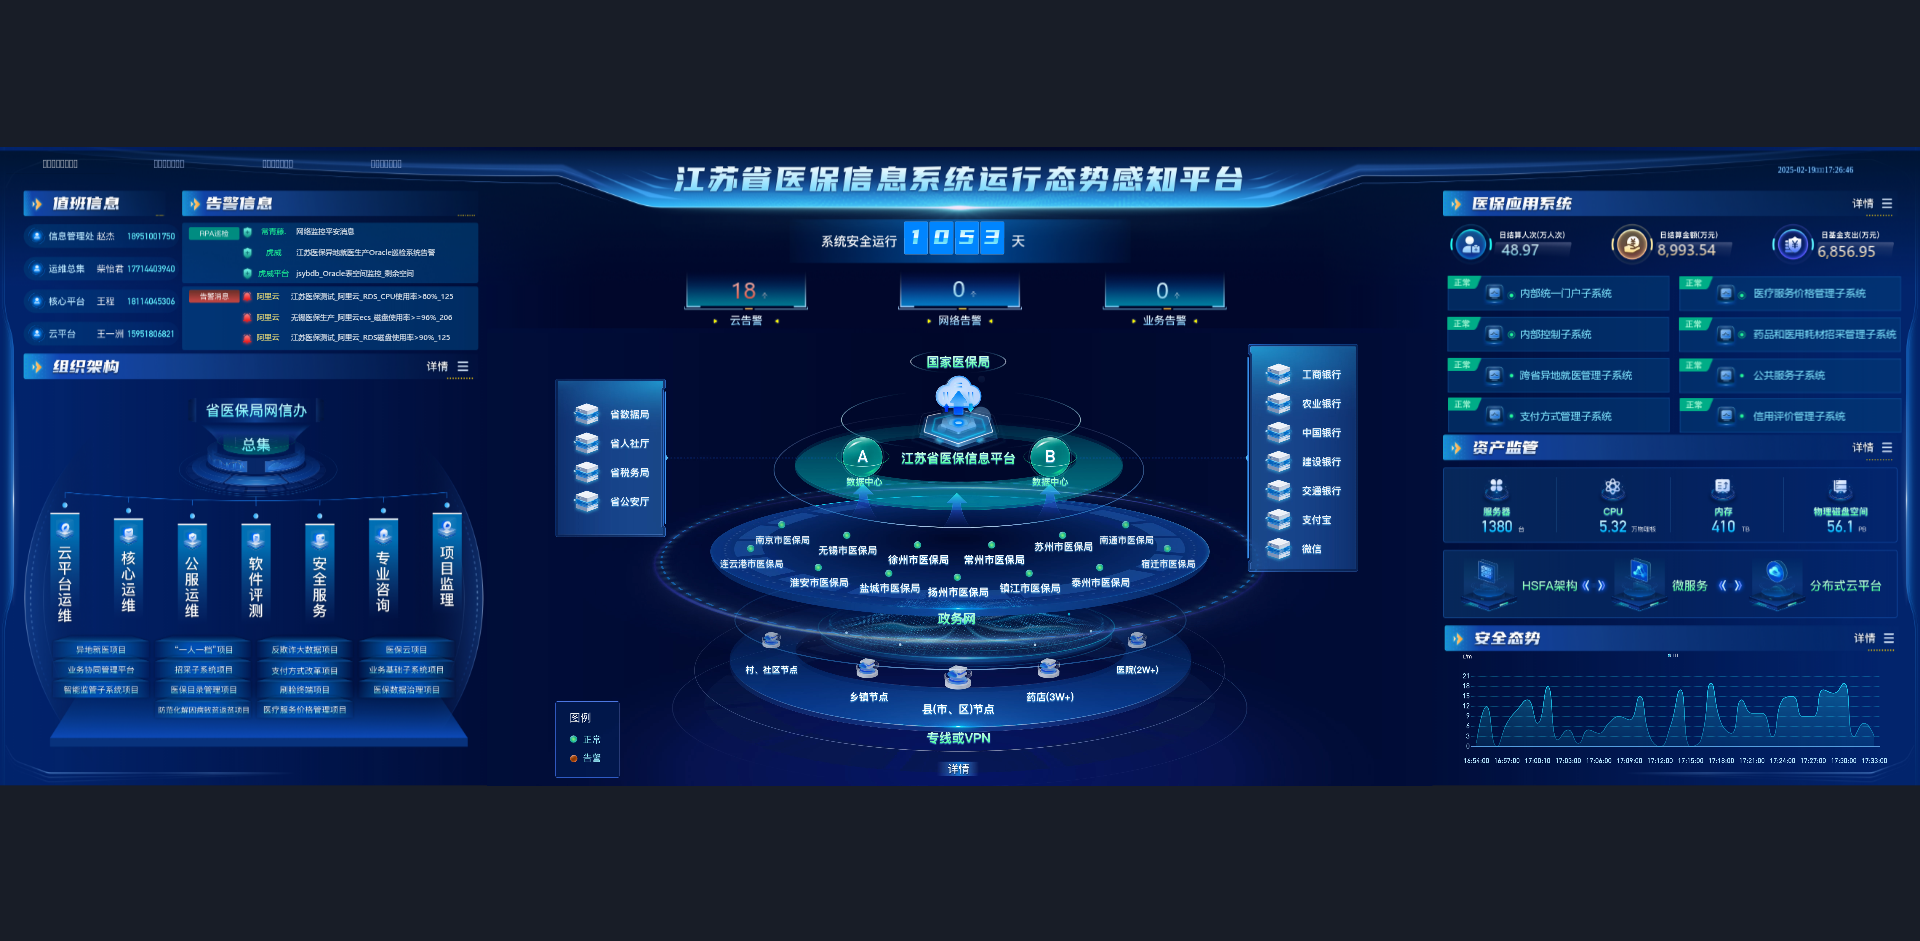 江苏省医保信息系统运行态势感知平台
2025-02-19 17:26:46
值班信息
信息管理处 赵杰 18951001750
运维总集 柴怡君 17714403940
核心平台 王程 18114045306
云平台 王一洲 15951806821
告警信息
RPA巡检
常青藤 网络监控平安消息
虎威 江苏医保异地就医生产Oracle巡检系统告警
虎威平台 jsybdb_Oracle表空间监控_剩余空间
告警消息
阿里云 江苏医保测试_阿里云_RDS_CPU使用率>80%_125
阿里云 无锡医保生产_阿里云ecs_磁盘使用率>=96%_206
阿里云 江苏医保测试_阿里云_RDS磁盘使用率>90%_125
组织架构
详情
省医保局网信办
总集
云平台运维
核心运维
公服运维
软件评测
安全服务
专业咨询
项目监理
异地就医项目
“一人一档”项目
反欺诈大数据项目
医保云项目
业务协同管理平台
招采子系统项目
支付方式改革项目
业务基础子系统项目
智能监管子系统项目
医保目录管理项目
刷脸终端项目
医保数据治理项目
防范化解因病致贫返贫项目
医疗服务价格管理项目
系统安全运行 1053 天
18
云告警
0
网络告警
0
业务告警
国家医保局
A
数据中心
江苏省医保信息平台
B
数据中心
省数据局
省人社厅
省税务局
省公安厅
工商银行
农业银行
中国银行
建设银行
交通银行
支付宝
微信
南京市医保局
无锡市医保局
徐州市医保局
常州市医保局
苏州市医保局
南通市医保局
连云港市医保局
淮安市医保局
盐城市医保局
扬州市医保局
镇江市医保局
泰州市医保局
宿迁市医保局
政务网
村、社区节点
乡镇节点
县(市、区)节点
药店(3W+)
医院(2W+)
专线或VPN
详情
图例
正常
告警
医保应用系统
详情
日结算人次(万人次)
48.97
日结算金额(万元)
8,993.54
日基金支出(万元)
6,856.95
正常 内部统一门户子系统
正常 医疗服务价格管理子系统
正常 内部控制子系统
正常 药品和医用耗材招采管理子系统
正常 跨省异地就医管理子系统
正常 公共服务子系统
正常 支付方式管理子系统
正常 信用评价管理子系统
资产监管
详情
服务器
1380 台
CPU
5.32 万物理核
内存
410 TB
物理磁盘空间
56.1 PB
HSFA架构
微服务
分布式云平台
安全态势
详情
21
18
15
12
9
6
3
0
16:54:00 16:57:00 17:00:10 17:03:00 17:06:00 17:09:00 17:12:00 17:15:00 17:18:00 17:21:00 17:24:00 17:27:00 17:30:00 17:33:00